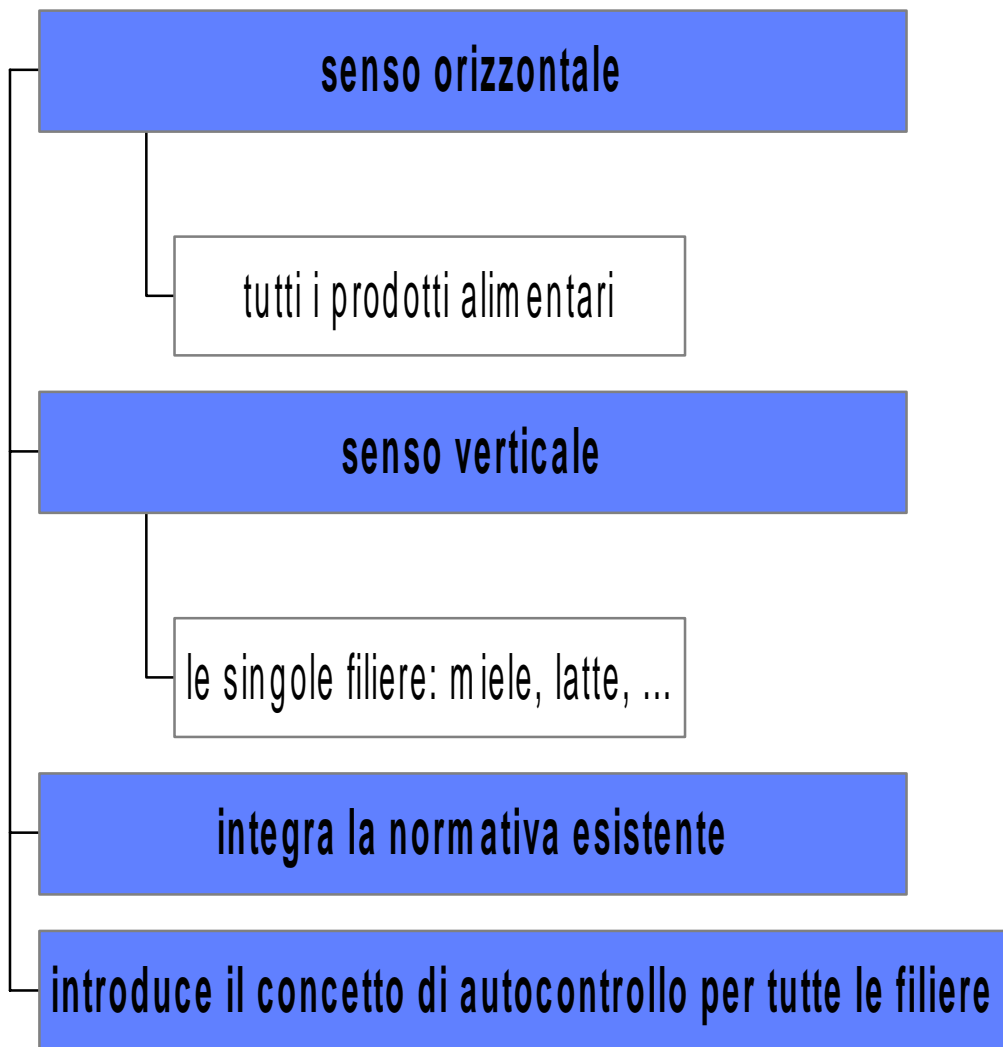 senso orizzontale
tutti i prodotti alimentari
senso verticale
le singole filiere: miele, latte, ...
integra la normativa esistente
introduce il concetto di autocontrollo per tutte le filiere